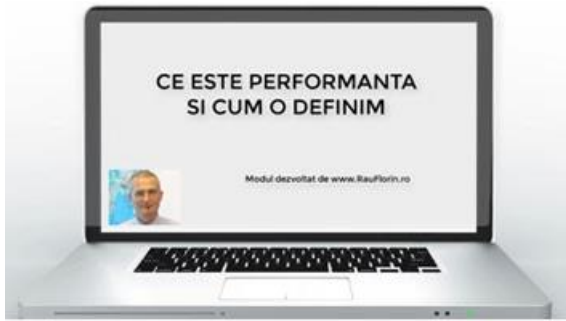 CE ESTE PERFORMANTA
SI CUM O DEFINIM
Modul dezvoltat de www.RauFlorin.ro